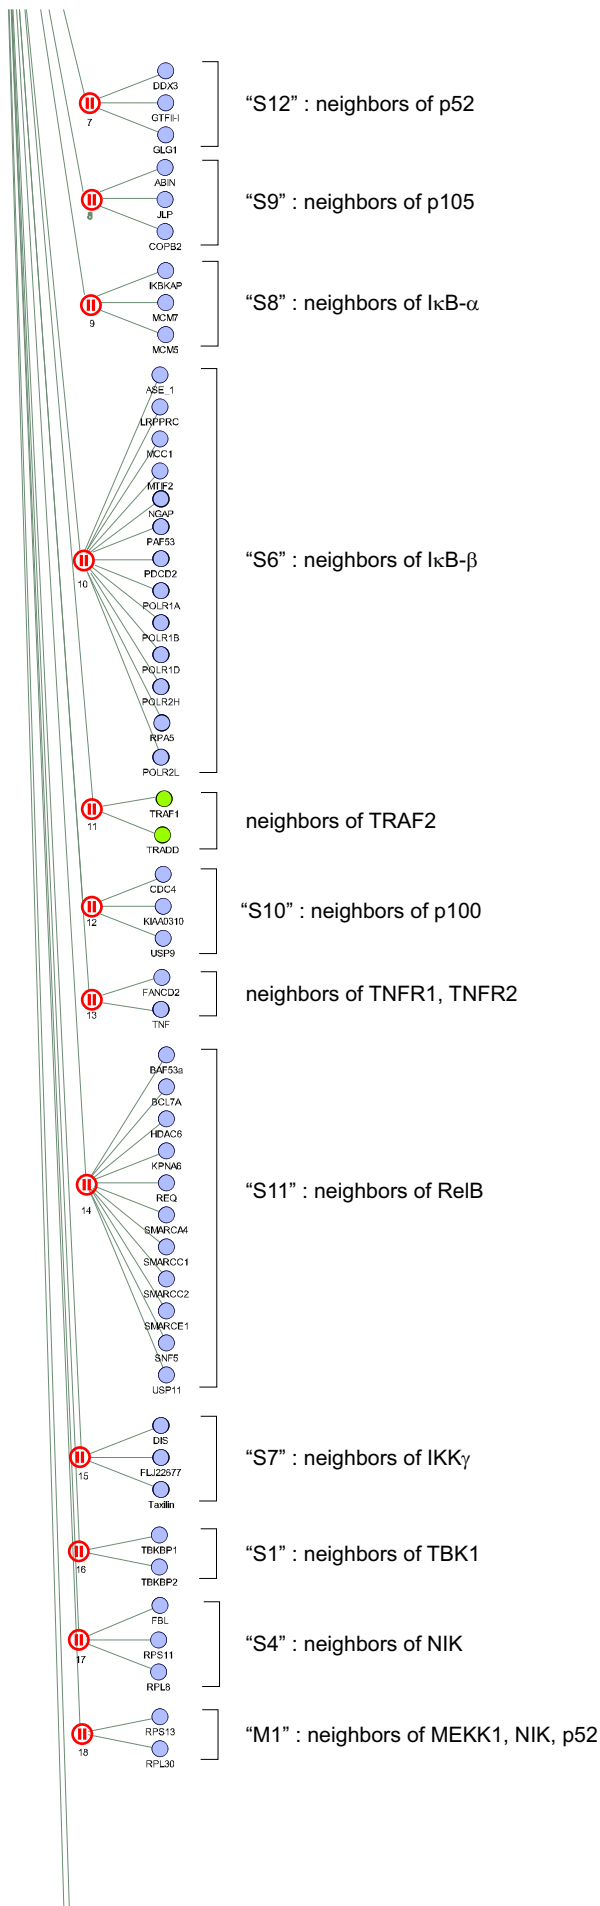 DDX3
GTFII-I
GLG1
7
“S12” : neighbors of p52
ABIN
JLP
COPB2
8
“S9” : neighbors of p105
IKBKAP
MCM7
MCM5
9
“S8” : neighbors of IκB-α
ASE_1
LRPPRC
MCC1
MTIF2
NGAP
PAF53
PDCD2
POLR1A
POLR1B
POLR1D
POLR2H
RPA5
POLR2L
10
“S6” : neighbors of IκB-β
TRAF1
TRADD
11
neighbors of TRAF2
CDC4
KIAA0310
USP9
12
“S10” : neighbors of p100
FANCD2
TNF
13
neighbors of TNFR1, TNFR2
BAF53a
BCL7A
HDAC6
KPNA6
REQ
SMARCA4
SMARCC1
SMARCC2
SMARCE1
SNF5
USP11
14
“S11” : neighbors of RelB
DIS
FLJ22677
Taxilin
15
“S7” : neighbors of IKKγ
TBKBP1
TBKBP2
16
“S1” : neighbors of TBK1
FBL
RPS11
RPL6
17
“S4” : neighbors of NIK
RPS13
RPL30
18
“M1” : neighbors of MEKK1, NIK, p52